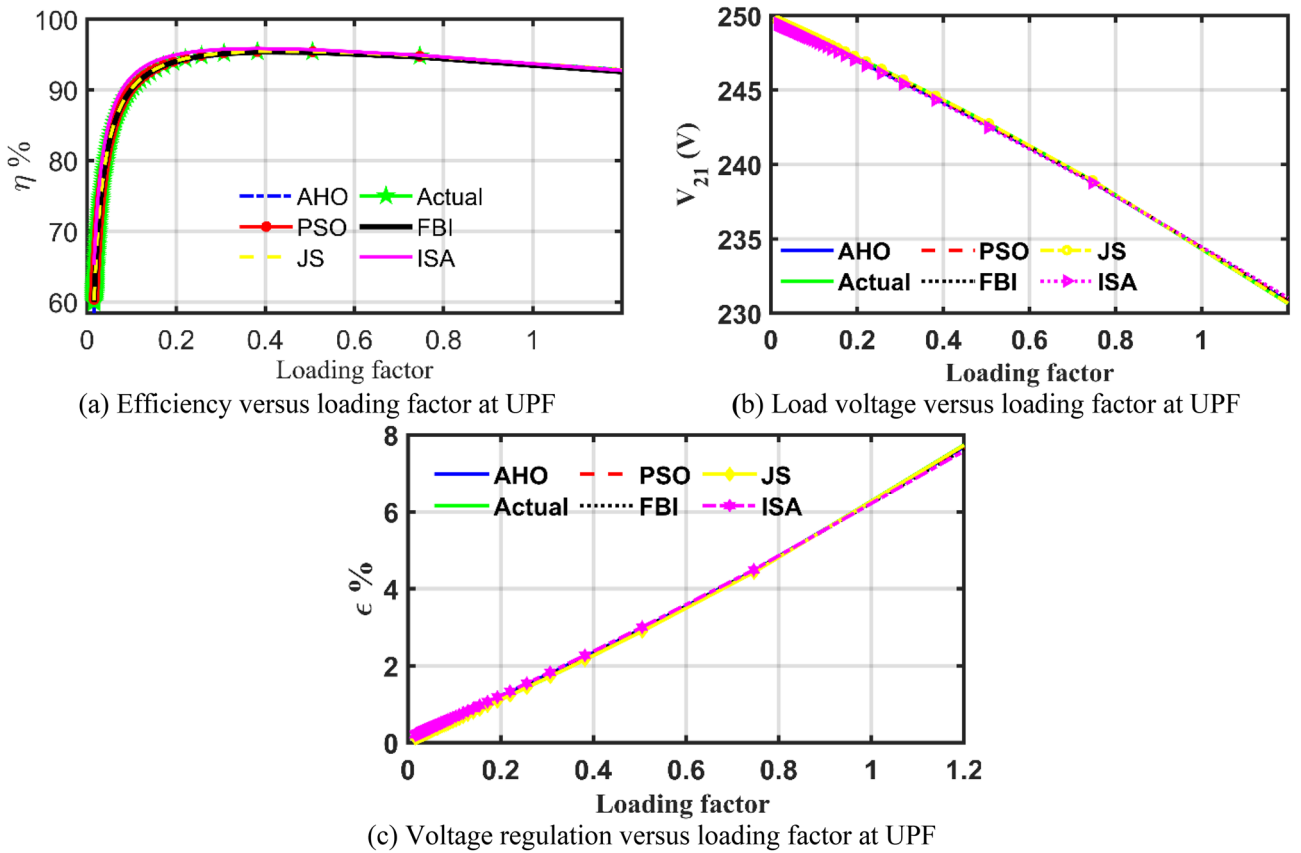 100
90
80
70
60
η %
AHO Actual
PSO FBI
JS ISA
0 0.2 0.4 0.6 0.8 1
Loading factor
(a) Efficiency versus loading factor at UPF
250
245
240
235
230
V21 (V)
AHO PSO JS
Actual FBI ISA
0 0.2 0.4 0.6 0.8 1
Loading factor
(b) Load voltage versus loading factor at UPF
8
6
4
2
0
ϵ %
AHO PSO JS
Actual FBI ISA
0 0.2 0.4 0.6 0.8 1 1.2
Loading factor
(c) Voltage regulation versus loading factor at UPF